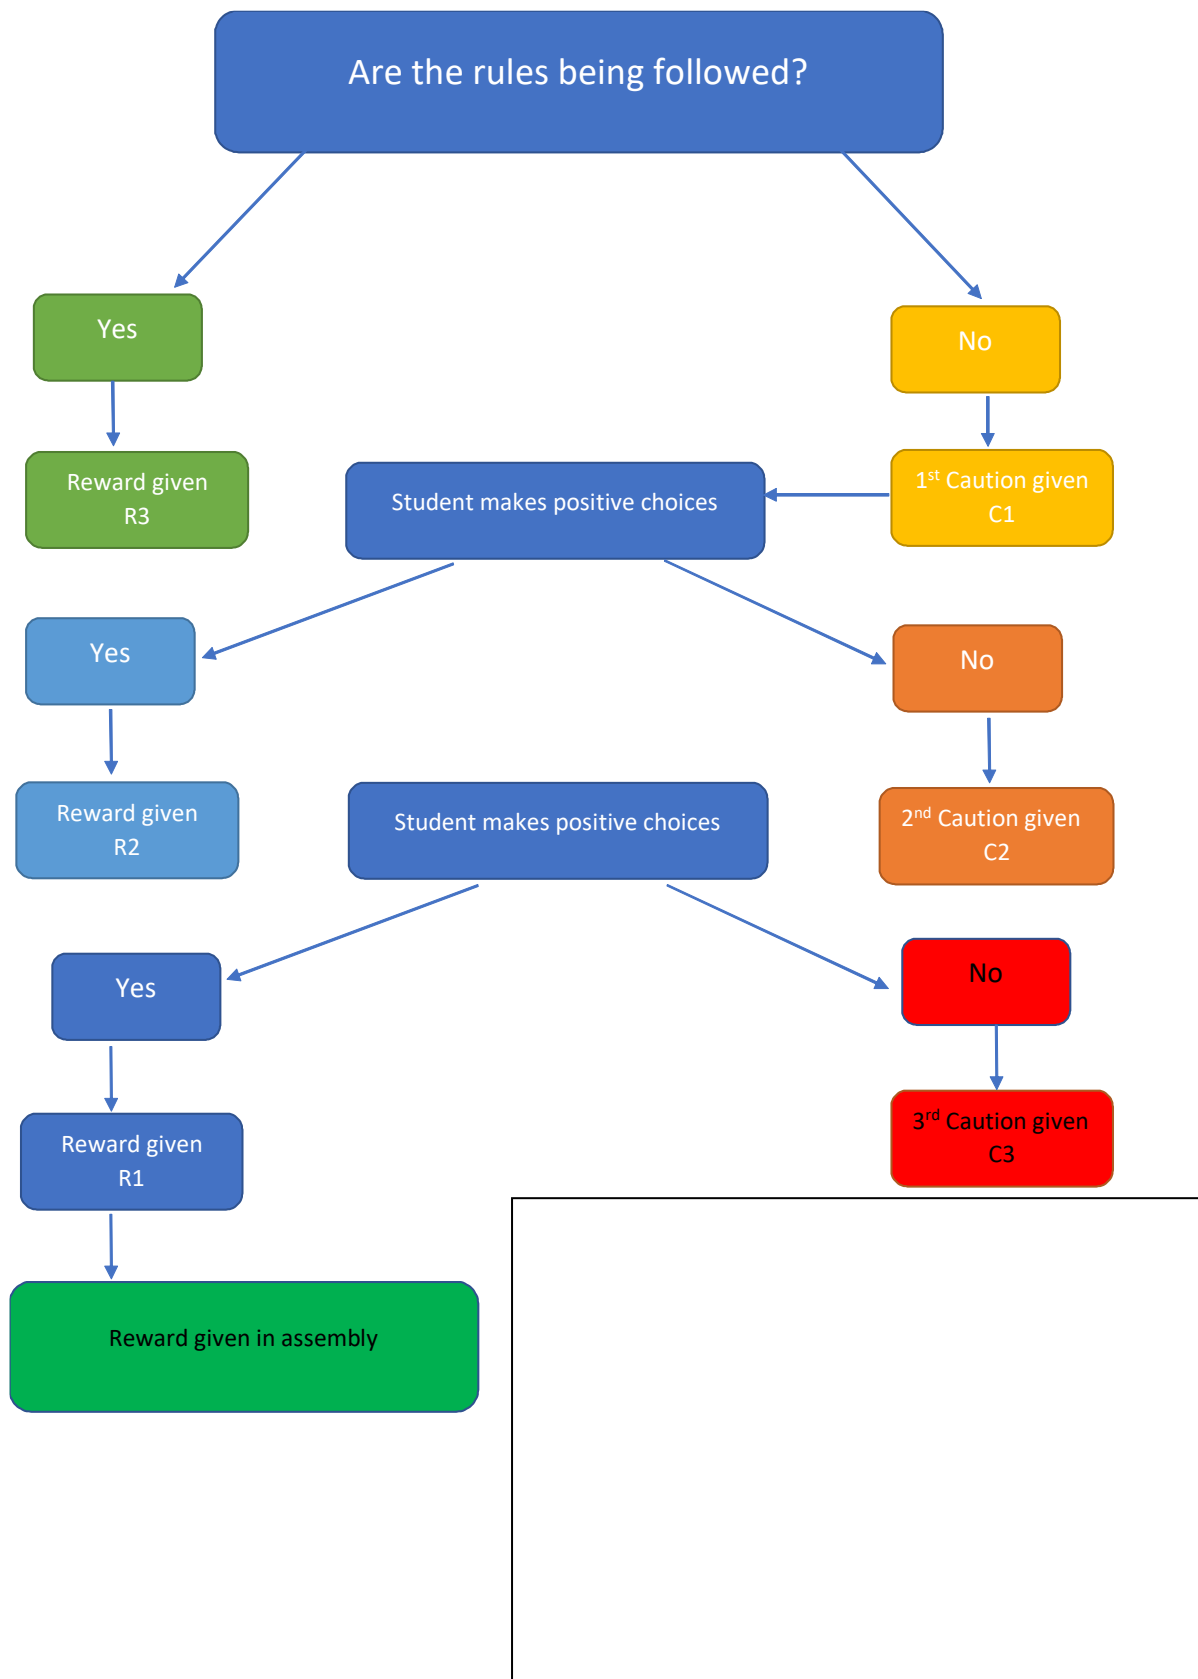 Are the rules being followed?
Yes
No
Reward given
R3
Student makes positive choices
1st Caution given
C1
Yes
No
Reward given
R2
Student makes positive choices
2nd Caution given
C2
Yes
No
Reward given
R1
3rd Caution given
C3
Reward given in assembly